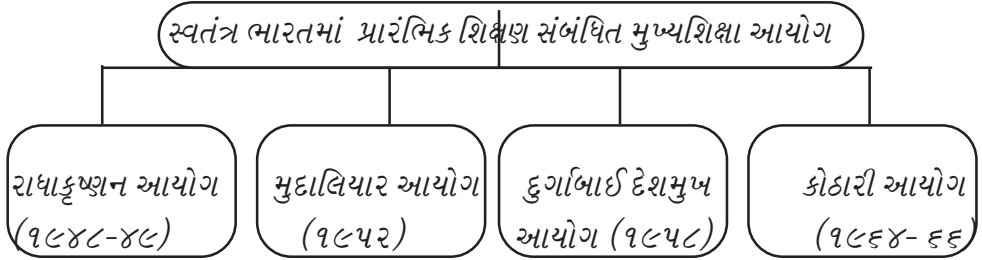 સ્વતંત્ર ભારતમાં પ્રારંભિક શિક્ષણ સંબંધિત મુખ્યશિક્ષા આયોગ
રાધાકૃષ્ણન આયોગ
(૧૯૪૮-૪૯)
મુદાલિયાર આયોગ
(૧૯૫૨)
દુર્ગાબાઈ દેશમુખ
આયોગ (૧૯૫૮)
કોઠારી આયોગ
(૧૯૬૪- ૬૬)